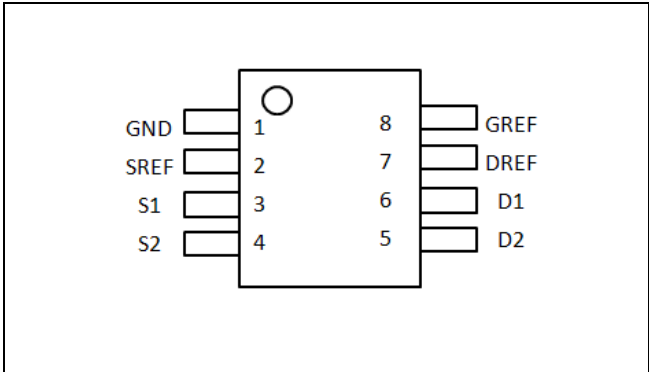 GND 1 8 GREF
SREF 2 7 DREF
S1 3 6 D1
S2 4 5 D2